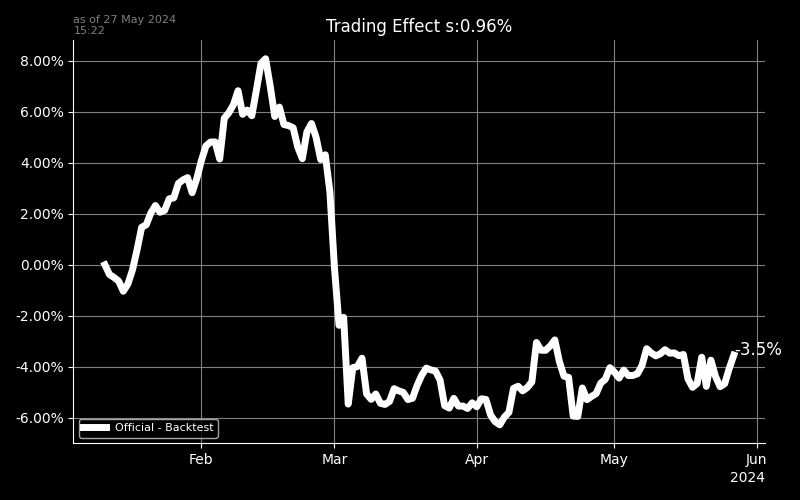 as of 27 May 2024
15:22
Trading Effect s:0.96%
8.00%
6.00%
4.00%
2.00%
0.00%
-2.00%
-4.00%
-6.00%
-3.5%
Official - Backtest
Feb Mar Apr May Jun
2024